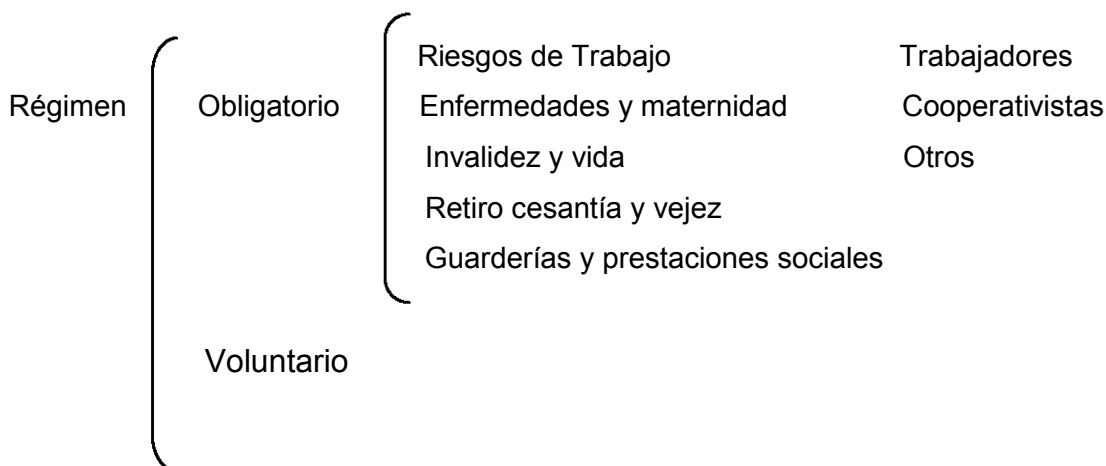 Riesgos de Trabajo Trabajadores
Régimen Obligatorio Enfermedades y maternidad Cooperativistas
Invalidez y vida Otros
Retiro cesantía y vejez
Guarderías y prestaciones sociales
Voluntario